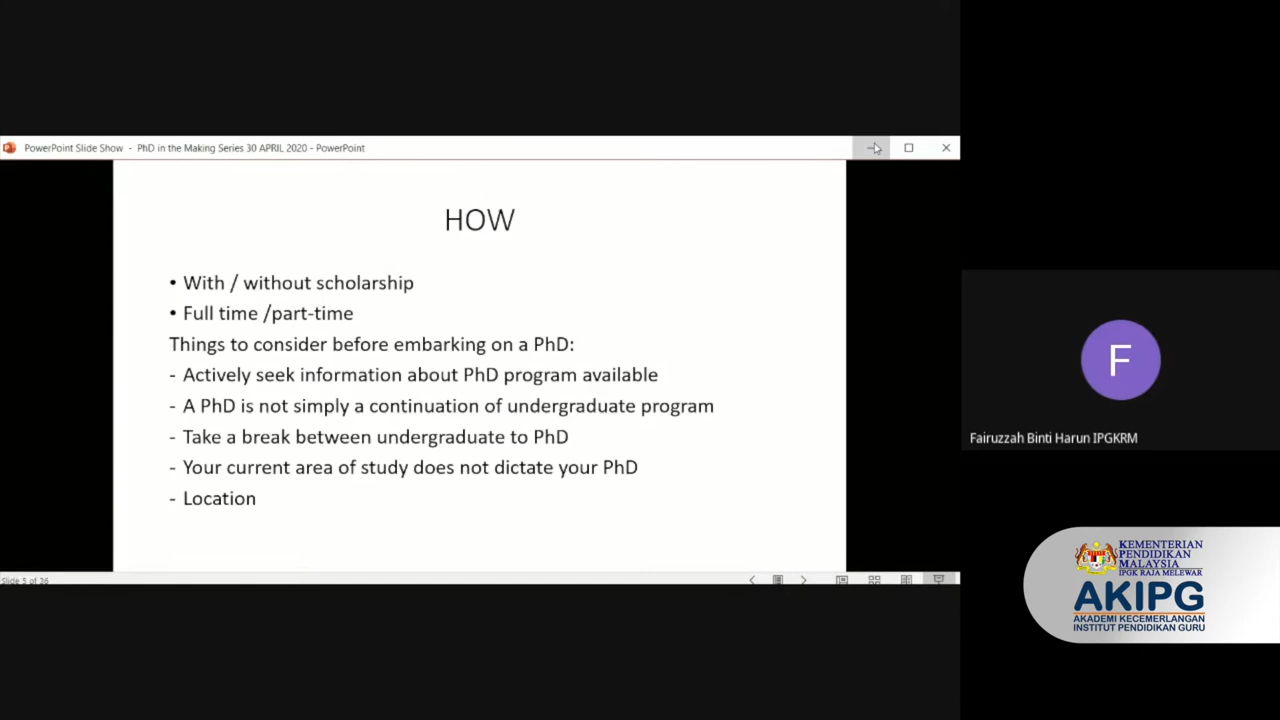 PowerPoint Slide Show - PhD in the Making Series 30 APRIL 2020 - PowerPoint
HOW
• With / without scholarship
• Full time /part-time
Things to consider before embarking on a PhD:
- Actively seek information about PhD program available
- A PhD is not simply a continuation of undergraduate program
- Take a break between undergraduate to PhD
- Your current area of study does not dictate your PhD
- Location
Slide 5 of 36
F
Fairuzzah Binti Harun IPGKRM
KEMENTERIAN
PENDIDIKAN
MALAYSIA
IPGK RAJA MELEWAR
AKIPG
AKADEMI KECEMERLANGAN
INSTITUT PENDIDIKAN GURU